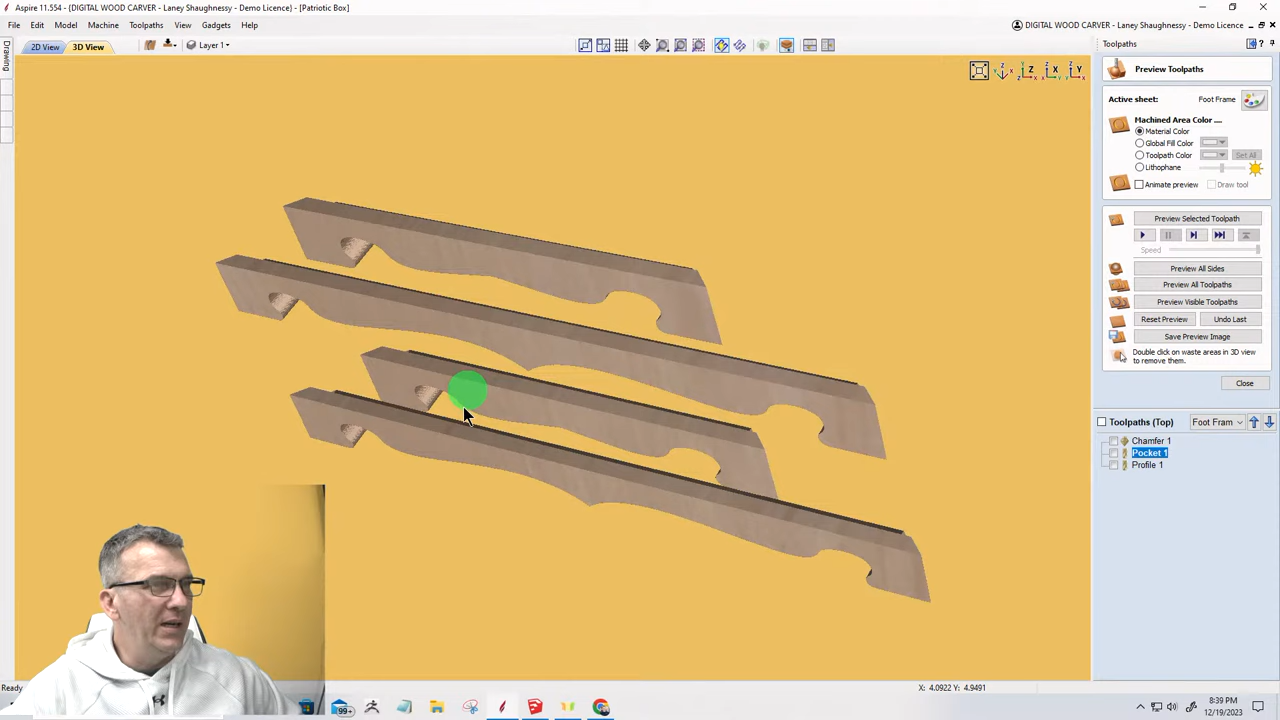 Aspire 11.554 - (DIGITAL WOOD CARVER - Laney Shaughnessy - Demo Licence) - [Patriotic Box]
File Edit Model Machine Toolpaths View Gadgets Help
DIGITAL WOOD CARVER - Laney Shaughnessy - Demo Licence
2D View 3D View Layer 1
Drawing
Z Z X Y
Toolpaths
Preview Toolpaths
Active sheet: Foot Frame
Machined Area Color ....
Material Color
Global Fill Color
Toolpath Color Set All
Lithophane
Animate preview Draw tool
Preview Selected Toolpath
Speed
Preview All Sides
Preview All Toolpaths
Preview Visible Toolpaths
Reset Preview Undo Last
Save Preview Image
Double click on waste areas in 3D view
to remove them.
Close
Toolpaths (Top) Foot Fram
Chamfer 1
Pocket 1
Profile 1
Ready
X: 4.0922 Y: 4.9491
99+
8:39 PM
12/19/2023